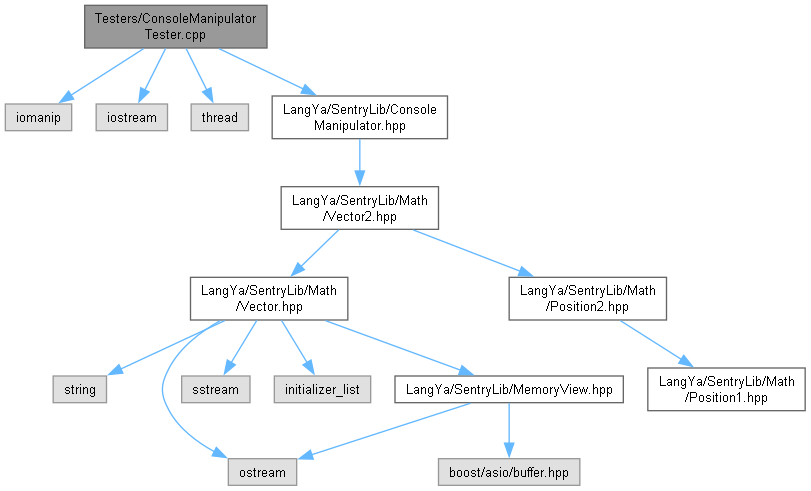 Testers/ConsoleManipulator
Tester.cpp
iomanip
iostream
thread
LangYa/SentryLib/Console
Manipulator.hpp
LangYa/SentryLib/Math
/Vector2.hpp
LangYa/SentryLib/Math
/Vector.hpp
LangYa/SentryLib/Math
/Position2.hpp
string
sstream
initializer_list
LangYa/SentryLib/MemoryView.hpp
LangYa/SentryLib/Math
/Position1.hpp
ostream
boost/asio/buffer.hpp